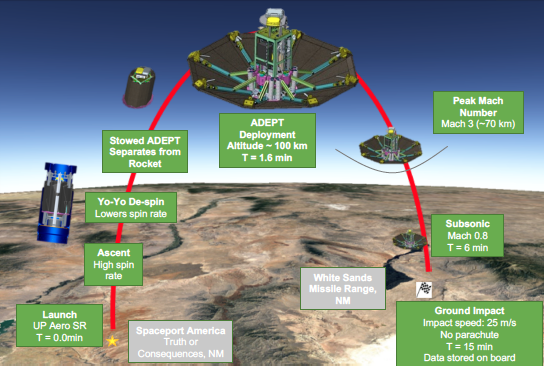 ADEPT
Deployment
Altitude ~ 100 km
T = 1.6 min
Peak Mach
Number
Mach 3 (~70 km)
Stowed ADEPT
Separates from
Rocket
Yo-Yo De-spin
Lowers spin rate
Subsonic
Mach 0.8
T = 6 min
Ascent
High spin
rate
White Sands
Missile Range,
NM
Launch
UP Aero SR
T = 0.0min
Spaceport America
Truth or
Consequences, NM
Ground Impact
Impact speed: 25 m/s
No parachute
T = 15 min
Data stored on board